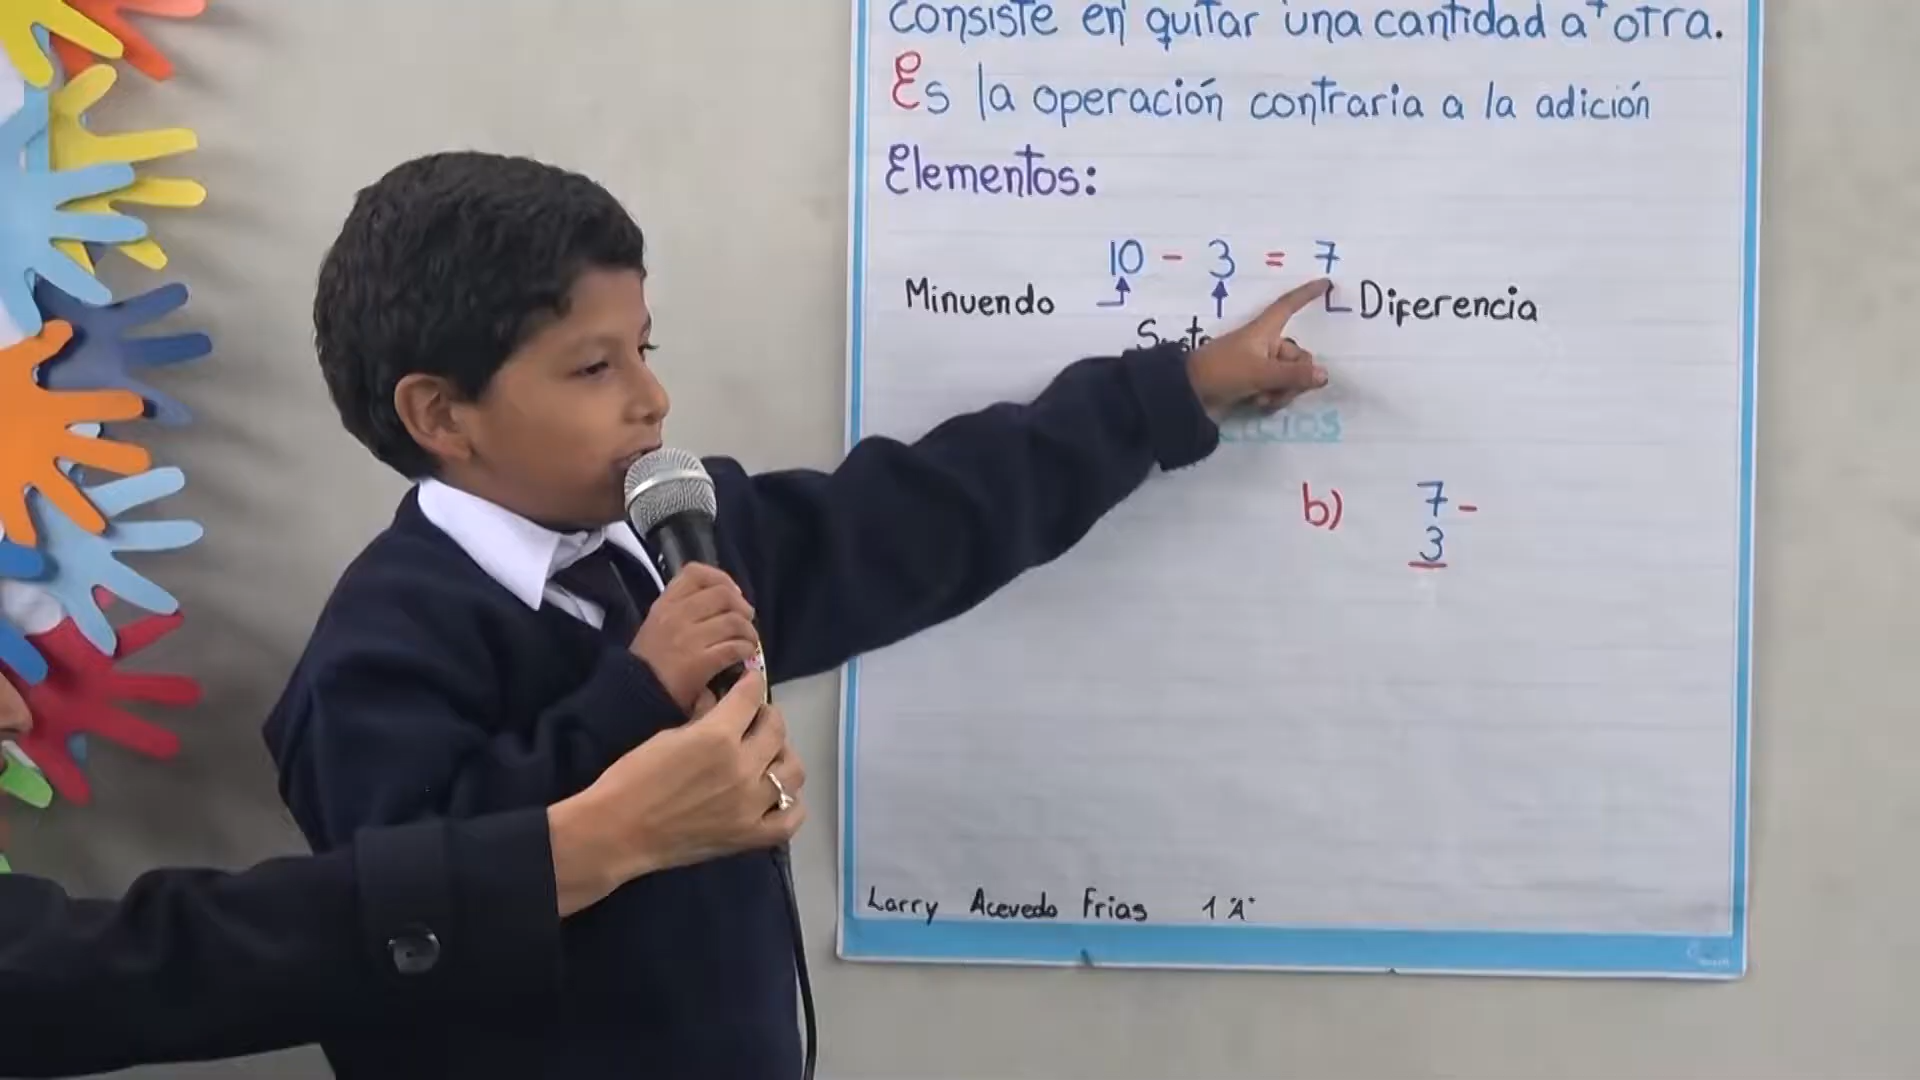 consiste en quitar una cantidad a otra.
Es la operación contraria a la adición
Elementos:
10 - 3 = 7
Minuendo Diferencia
b) 7 -
3
Larry Acevedo Frias 1 "A"